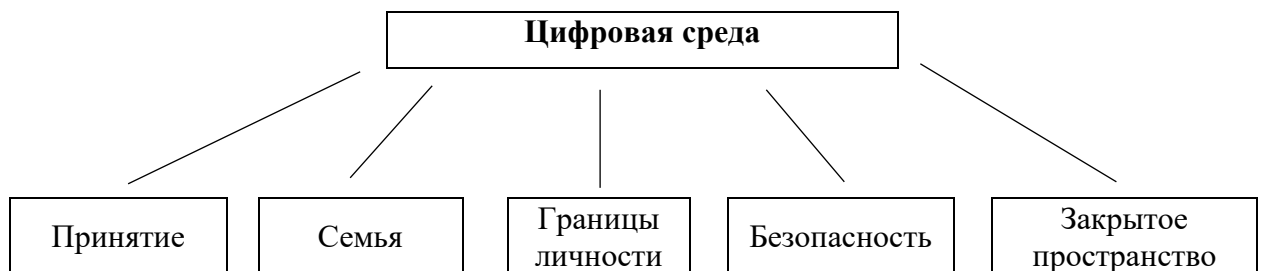 Цифровая среда
Принятие
Семья
Границы
личности
Безопасность
Закрытое
пространство